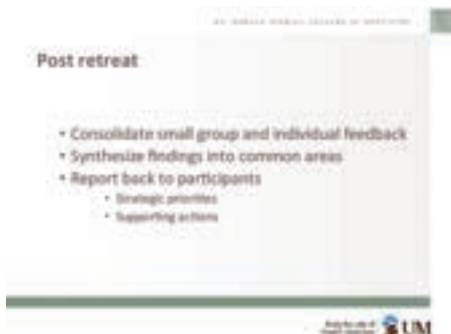 Post retreat
• Consolidate small group and individual feedback
• Synthesize findings into common areas
• Report back to participants
• Strategic priorities
• Supporting actions
UM